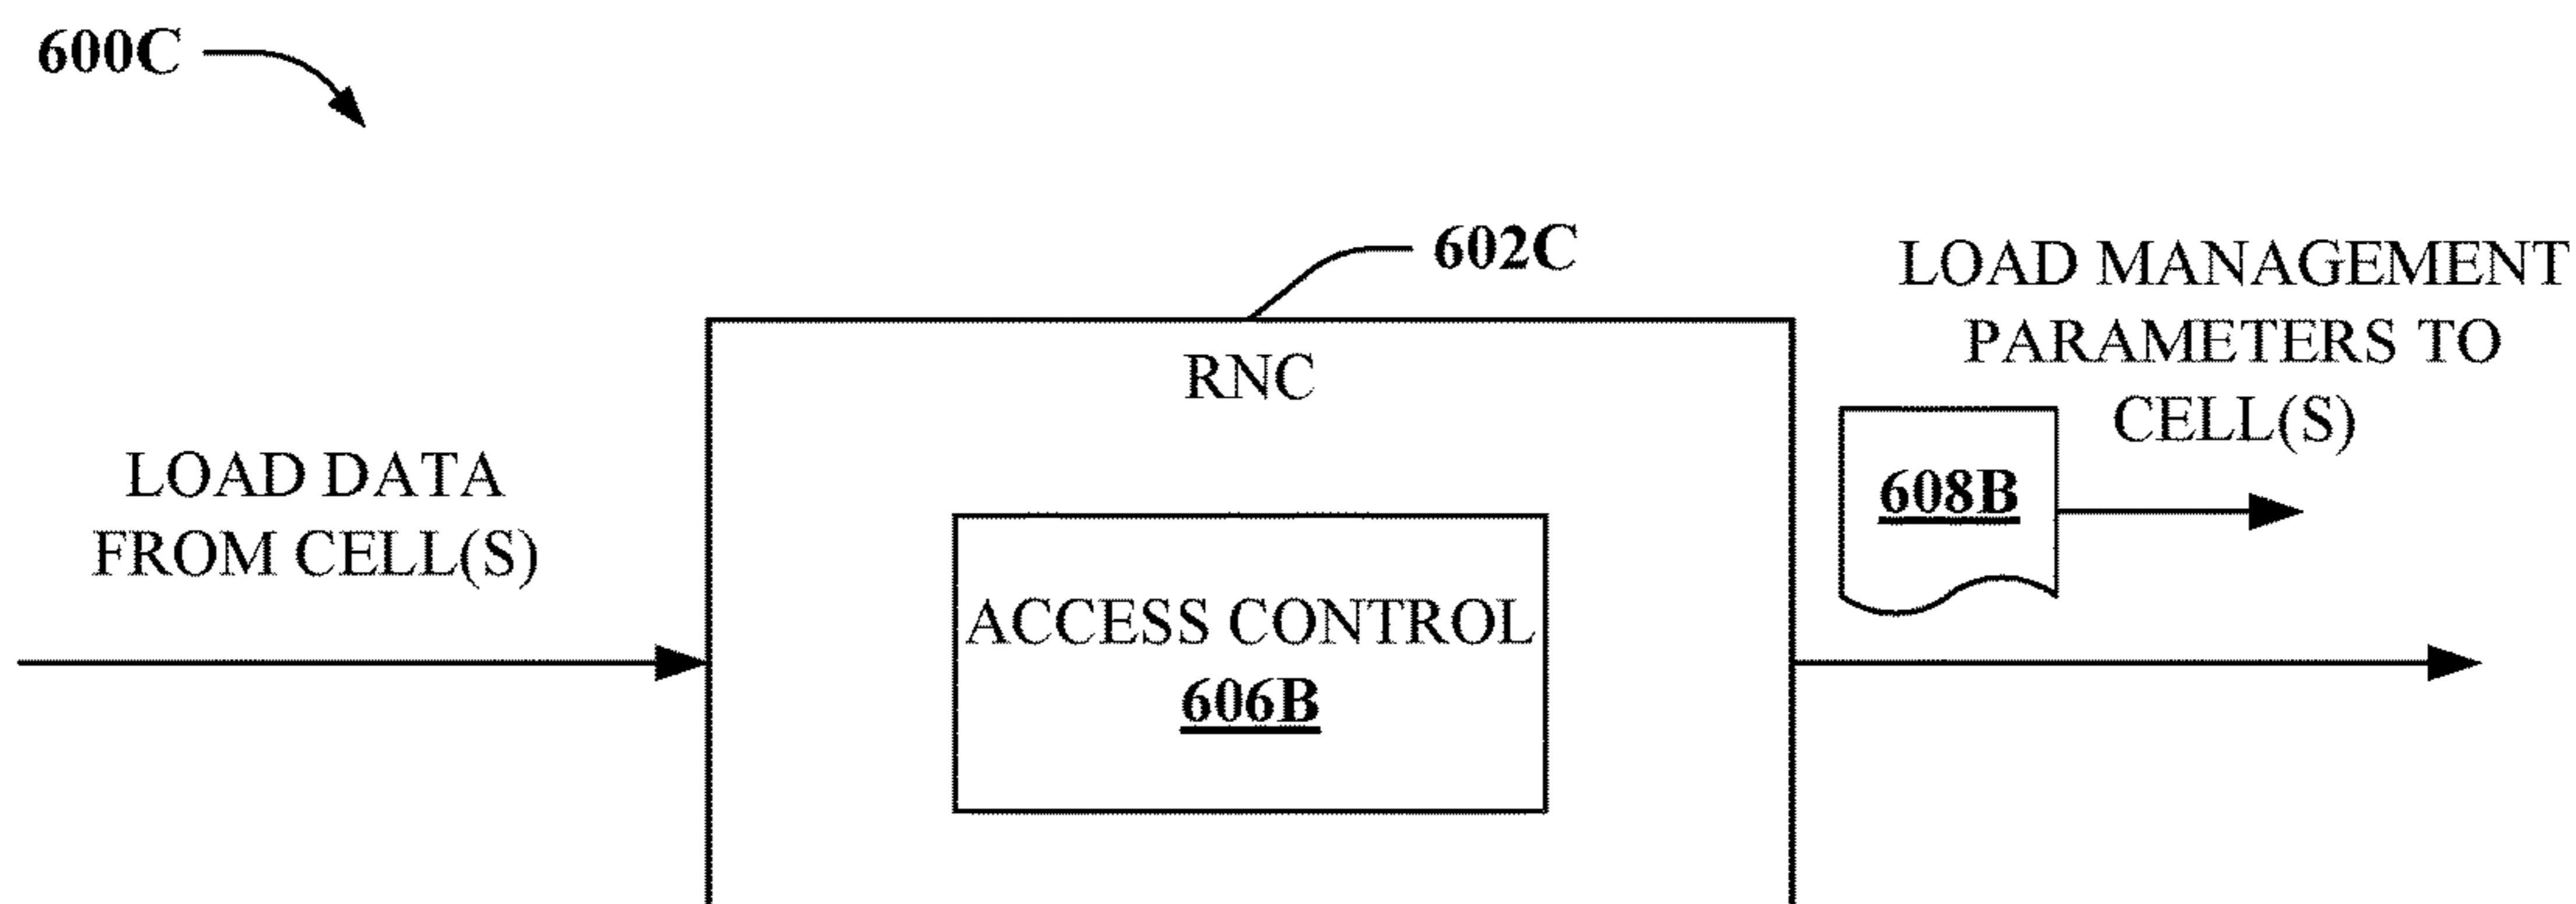 600C
602C
LOAD MANAGEMENT
PARAMETERS TO
CELL(S)
RNC
LOAD DATA
FROM CELL(S)
608B
ACCESS CONTROL
606B